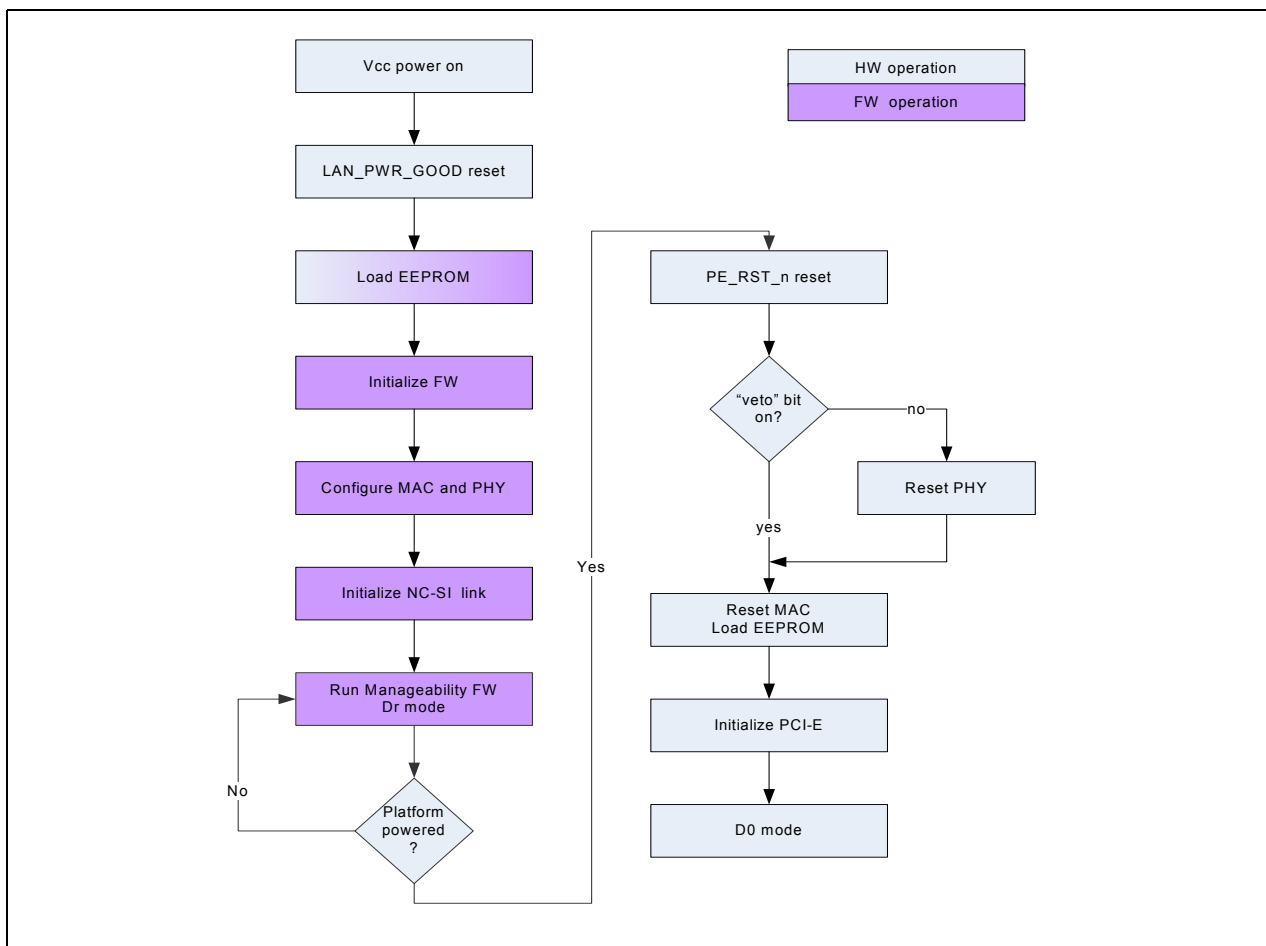 Vcc power on
HW operation
FW operation
LAN_PWR_GOOD reset
Load EEPROM
Initialize FW
Configure MAC and PHY
Initialize NC-SI link
Run Manageability FW
Dr mode
No
Platform
powered
?
Yes
PE_RST_n reset
“veto” bit
on?
no
Reset PHY
yes
Reset MAC
Load EEPROM
Initialize PCI-E
D0 mode